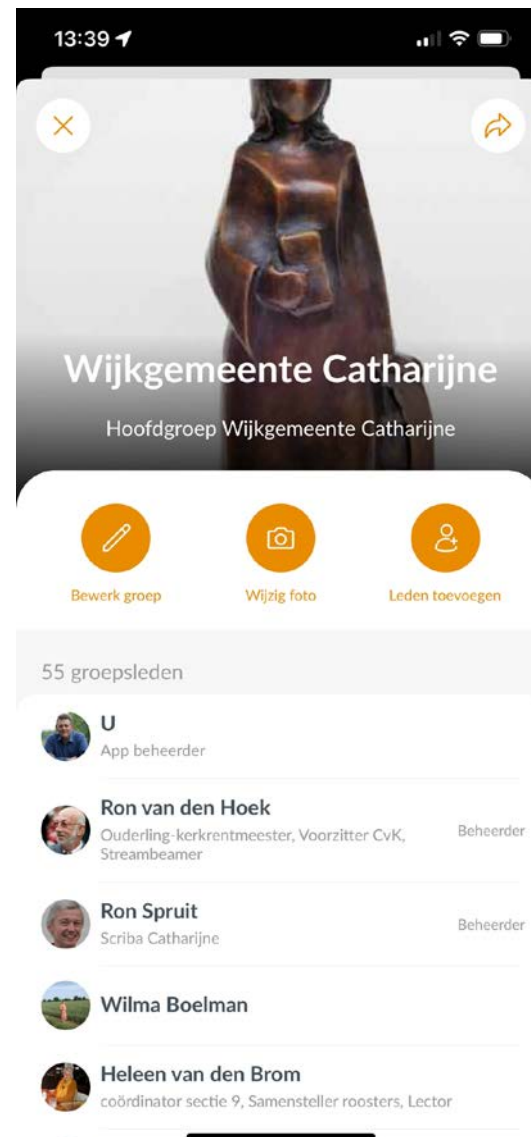 13:39
Wijkgemeente Catharijne
Hoofdgroep Wijkgemeente Catharijne
Bewerk groep
Wijzig foto
Leden toevoegen
55 groepsleden
U
App beheerder
Ron van den Hoek
Ouderling-kerkrentmeester, Voorzitter CvK,
Streambeamer
Beheerder
Ron Spruit
Scriba Catharijne
Beheerder
Wilma Boelman
Heleen van den Brom
coördinator sectie 9, Samensteller roosters, Lector